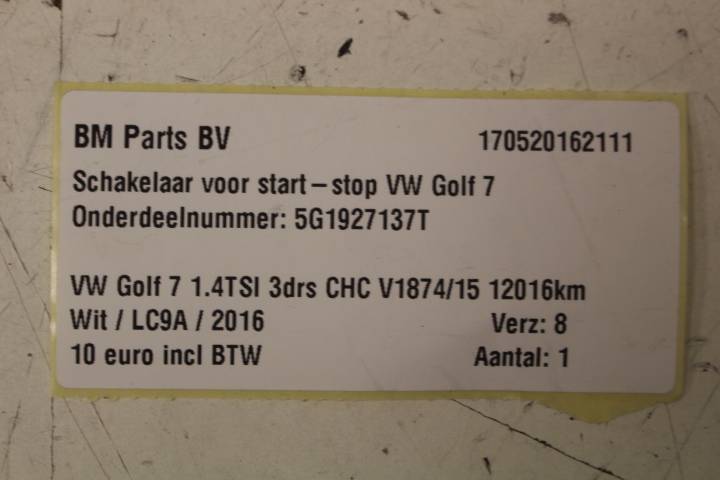 BM Parts BV 170520162111
Schakelaar voor start-stop VW Golf 7
Onderdeelnummer: 5G1927137T
VW Golf 7 1.4TSI 3drs CHC V1874/15 12016km
Wit / LC9A / 2016 Verz: 8
10 euro incl BTW Aantal: 1